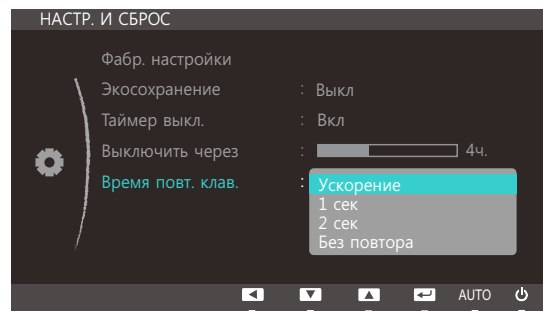 НАСТР. И СБРОС
Фабр. настройки
Экосохранение : Выкл
Таймер выкл. : Вкл
Выключить через : 4ч.
Время повт. клав. : Ускорение
1 сек
2 сек
Без повтора
AUTO